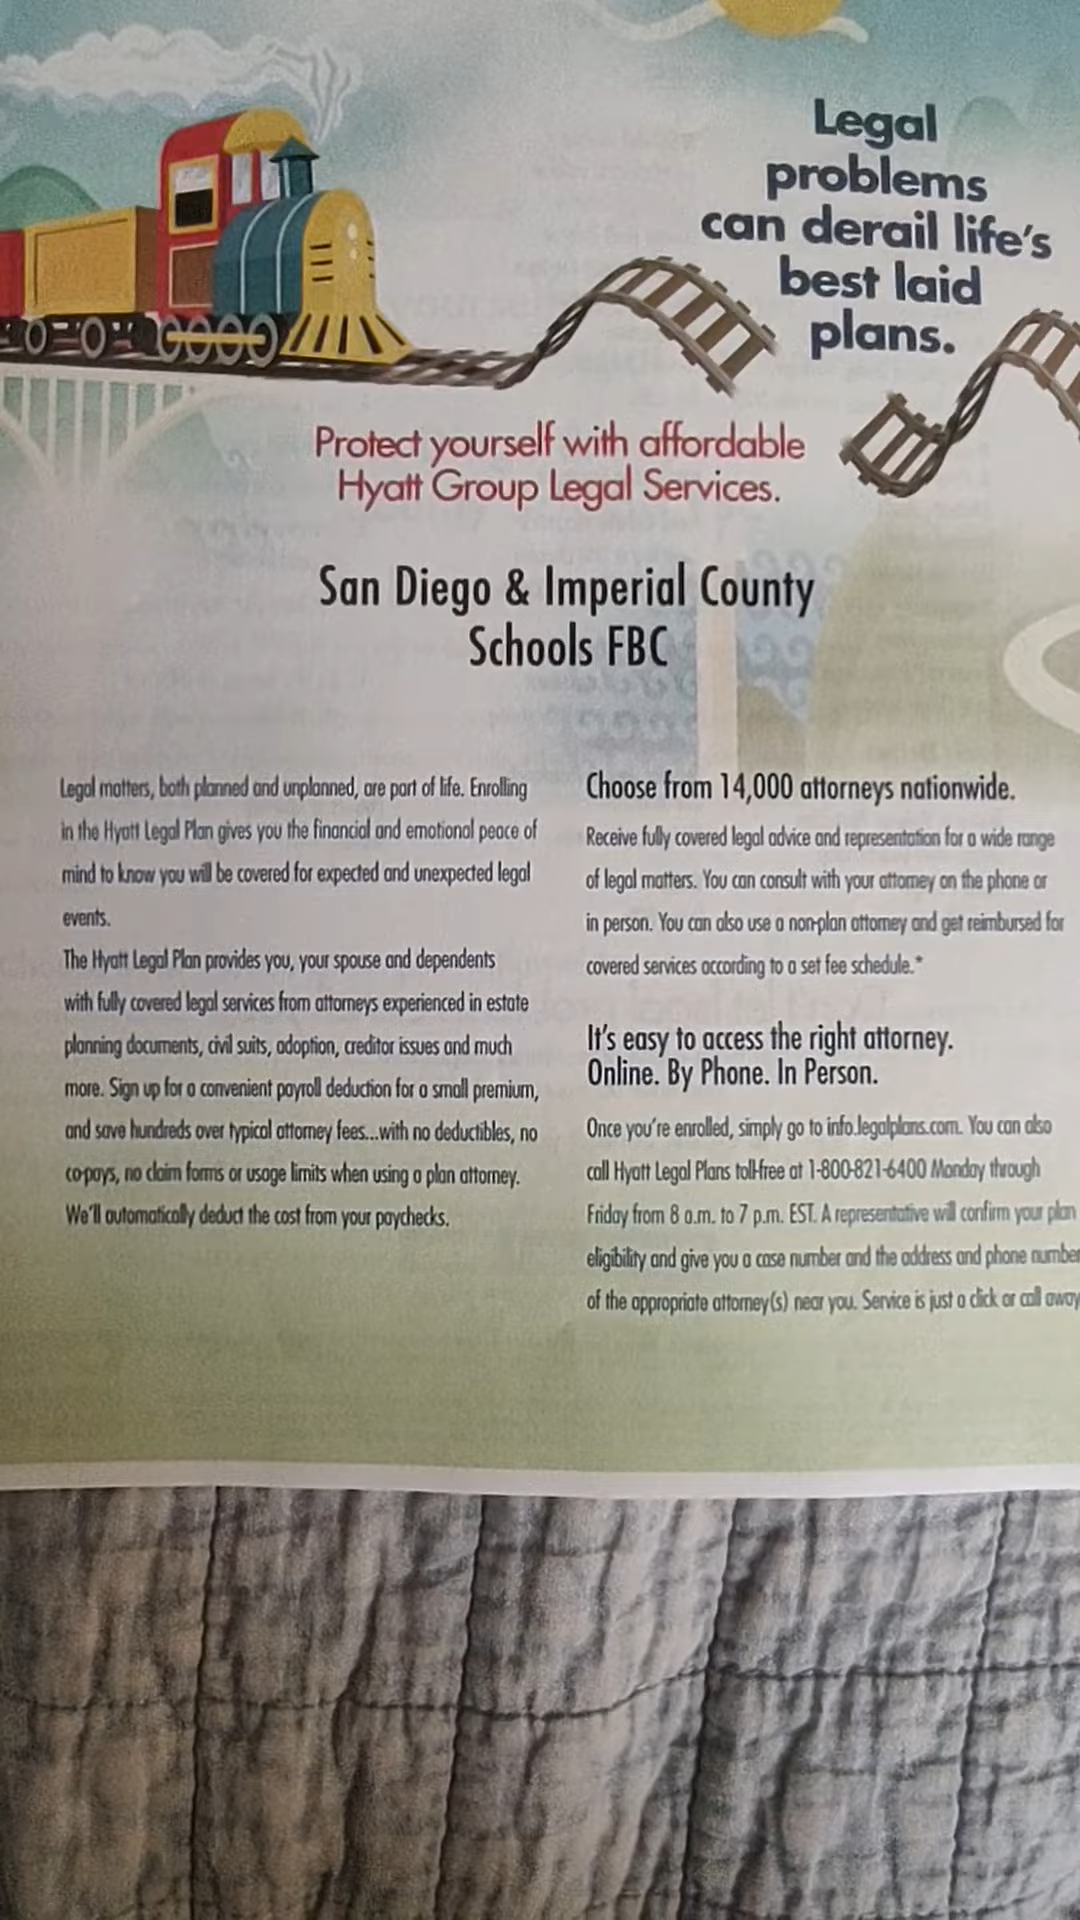 Legal
problems
can derail life's
best laid
plans.
Protect yourself with affordable
Hyatt Group Legal Services.
San Diego & Imperial County
Schools FBC
Legal matters, both planned and unplanned, are part of life. Enrolling
in the Hyatt Legal Plan gives you the financial and emotional peace of
mind to know you will be covered for expected and unexpected legal
events.
The Hyatt Legal Plan provides you, your spouse and dependents
with fully covered legal services from attorneys experienced in estate
planning documents, civil suits, adoption, creditor issues and much
more. Sign up for a convenient payroll deduction for a small premium,
and save hundreds over typical attorney fees...with no deductibles, no
co-pays, no claim forms or usage limits when using a plan attorney.
We'll automatically deduct the cost from your paychecks.
Choose from 14,000 attorneys nationwide.
Receive fully covered legal advice and representation for a wide range
of legal matters. You can consult with your attorney on the phone or
in person. You can also use a non-plan attorney and get reimbursed for
covered services according to a set fee schedule.*
It's easy to access the right attorney.
Online. By Phone. In Person.
Once you're enrolled, simply go to info.legalplans.com. You can also
call Hyatt Legal Plans toll-free at 1-800-821-6400 Monday through
Friday from 8 a.m. to 7 p.m. EST. A representative will confirm your plan
eligibility and give you a case number and the address and phone number
of the appropriate attorney(s) near you. Service is just a click or call away